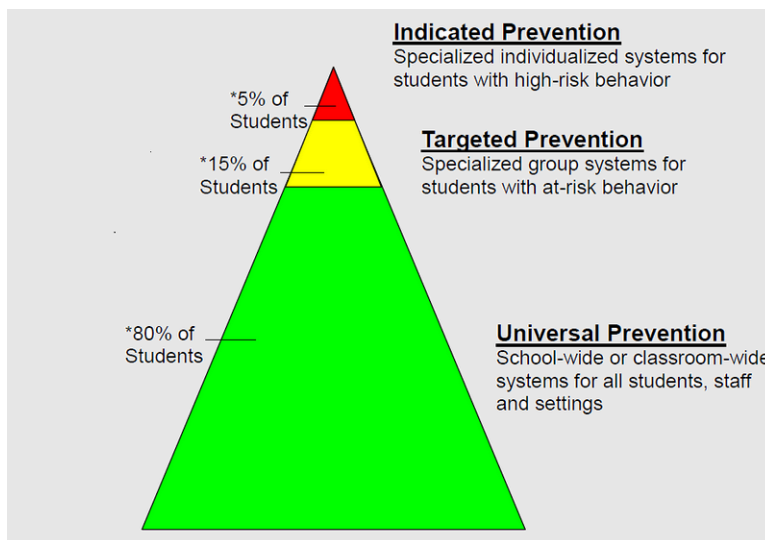 Indicated Prevention
Specialized individualized systems for
students with high-risk behavior
*5% of
Students
Targeted Prevention
Specialized group systems for
students with at-risk behavior
*15% of
Students
*80% of
Students
Universal Prevention
School-wide or classroom-wide
systems for all students, staff
and settings